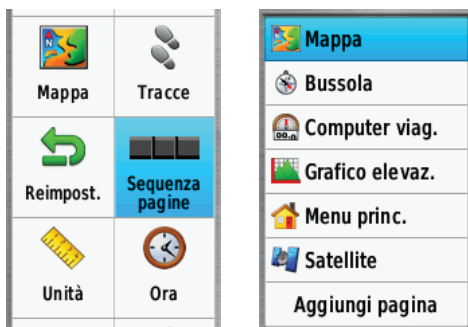 Mappa
Tracce
Reimpost.
Sequenza
pagine
Unità
Ora
Mappa
Bussola
Computer viag.
Grafico elevaz.
Menu princ.
Satellite
Aggiungi pagina